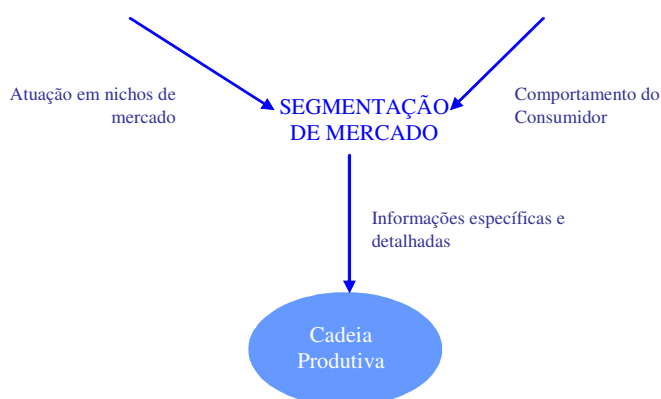 Atuação em nichos de
mercado
SEGMENTAÇÃO
DE MERCADO
Comportamento do
Consumidor
Informações específicas e
detalhadas
Cadeia
Produtiva